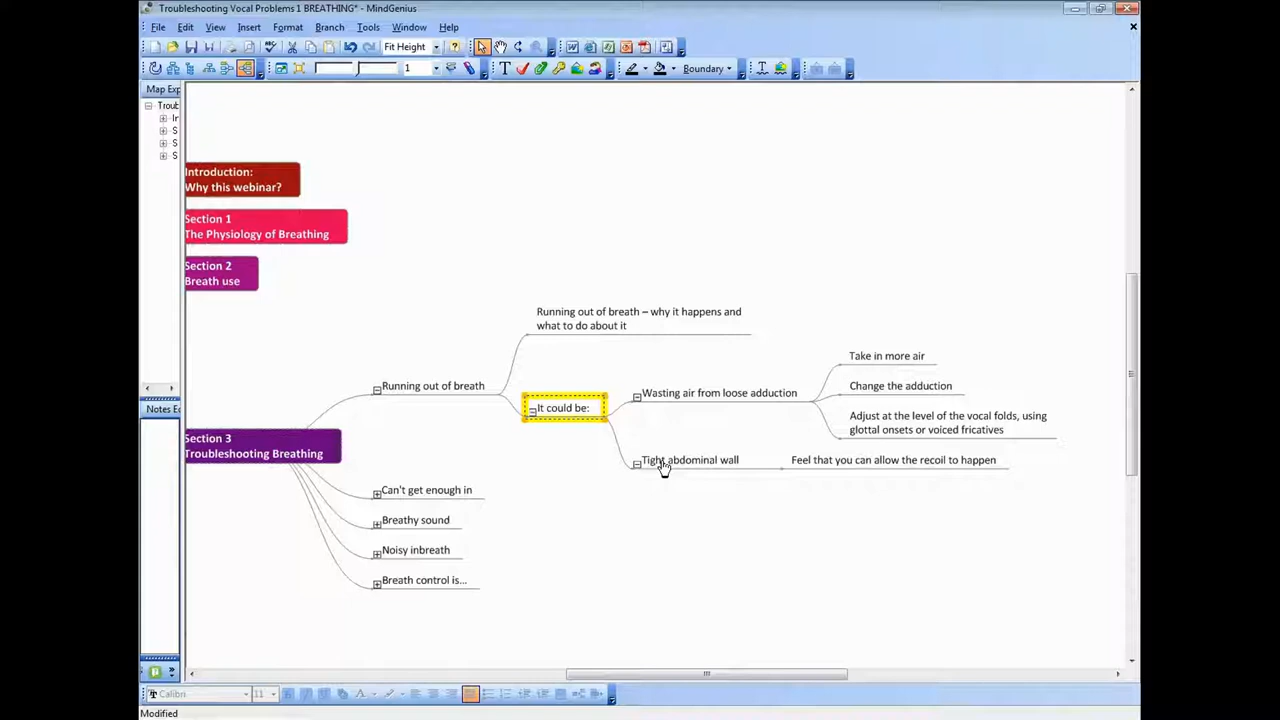 Troubleshooting Vocal Problems 1 BREATHING* - MindGenius
File Edit View Insert Format Branch Tools Window Help
Fit Height
1
Boundary
Map Exp
Troub
Ir
S
S
S
Notes Ec
Introduction:
Why this webinar?
Section 1
The Physiology of Breathing
Section 2
Breath use
Section 3
Troubleshooting Breathing
Running out of breath
Running out of breath – why it happens and
what to do about it
It could be:
Wasting air from loose adduction
Take in more air
Change the adduction
Adjust at the level of the vocal folds, using
glottal onsets or voiced fricatives
Tight abdominal wall
Feel that you can allow the recoil to happen
Can't get enough in
Breathy sound
Noisy inbreath
Breath control is...
Calibri
11
Modified